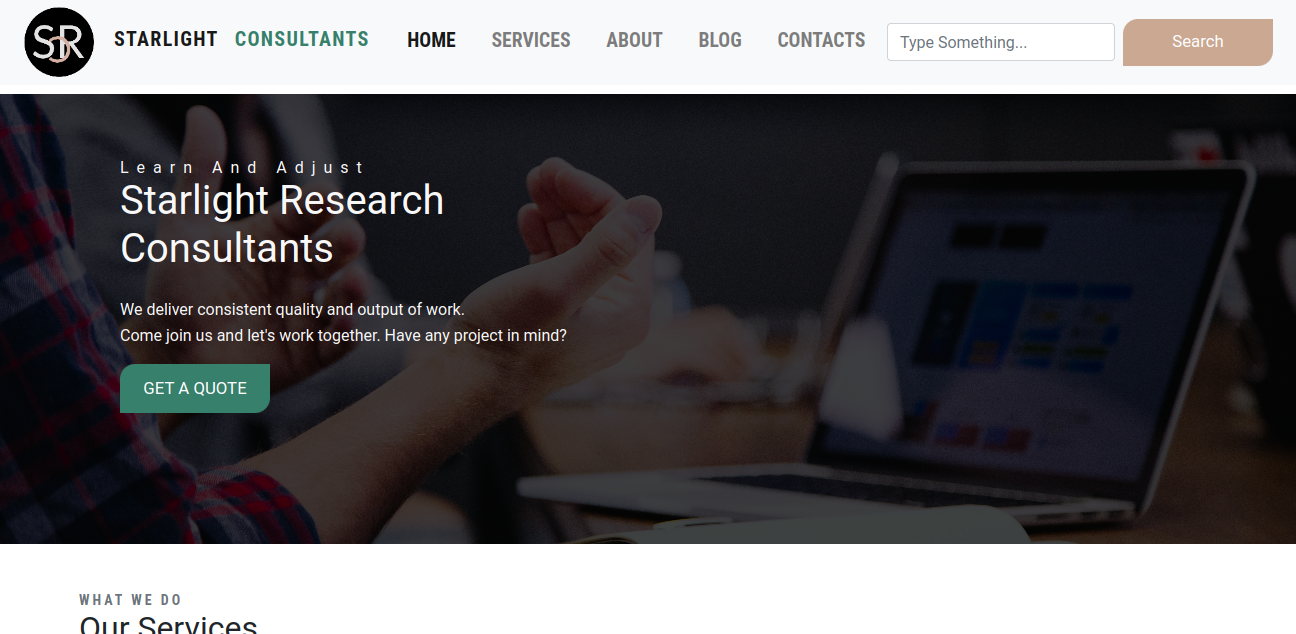 SR STARLIGHT CONSULTANTS HOME SERVICES ABOUT BLOG CONTACTS Type Something... Search
Learn And Adjust
Starlight Research
Consultants
We deliver consistent quality and output of work.
Come join us and let's work together. Have any project in mind?
GET A QUOTE
WHAT WE DO
Our Services